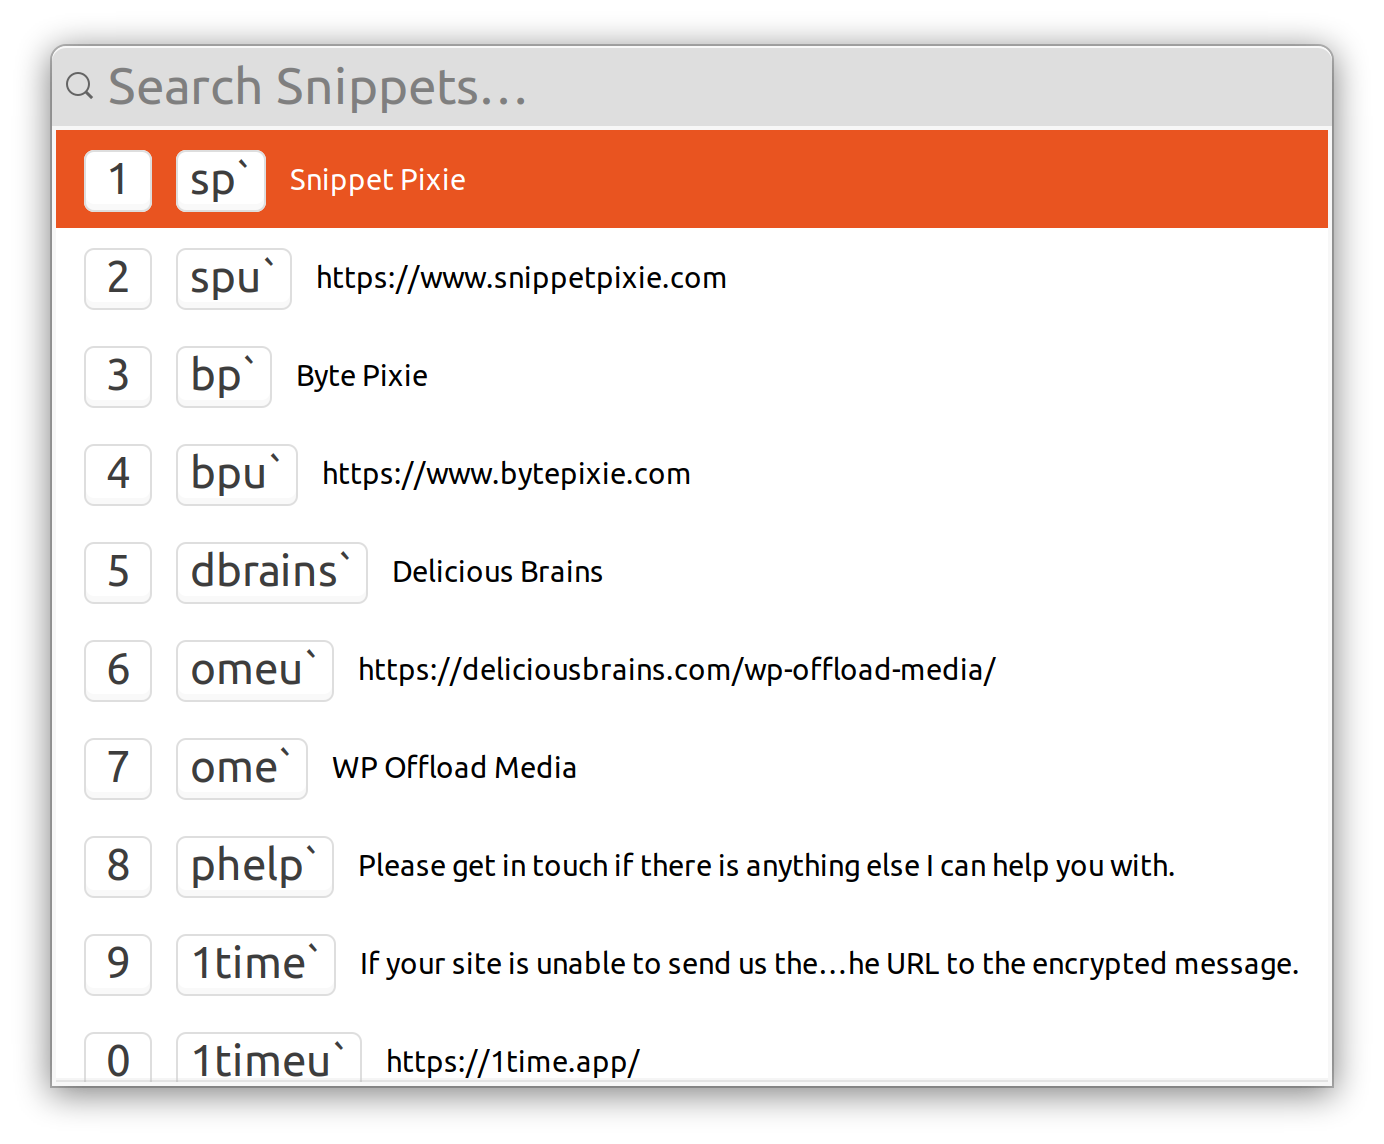 Search Snippets…
1 sp` Snippet Pixie
2 spu` https://www.snippetpixie.com
3 bp` Byte Pixie
4 bpu` https://www.bytepixie.com
5 dbrains` Delicious Brains
6 omeu` https://deliciousbrains.com/wp-offload-media/
7 ome` WP Offload Media
8 phelp` Please get in touch if there is anything else I can help you with.
9 1time` If your site is unable to send us the…he URL to the encrypted message.
0 1timeu` https://1time.app/